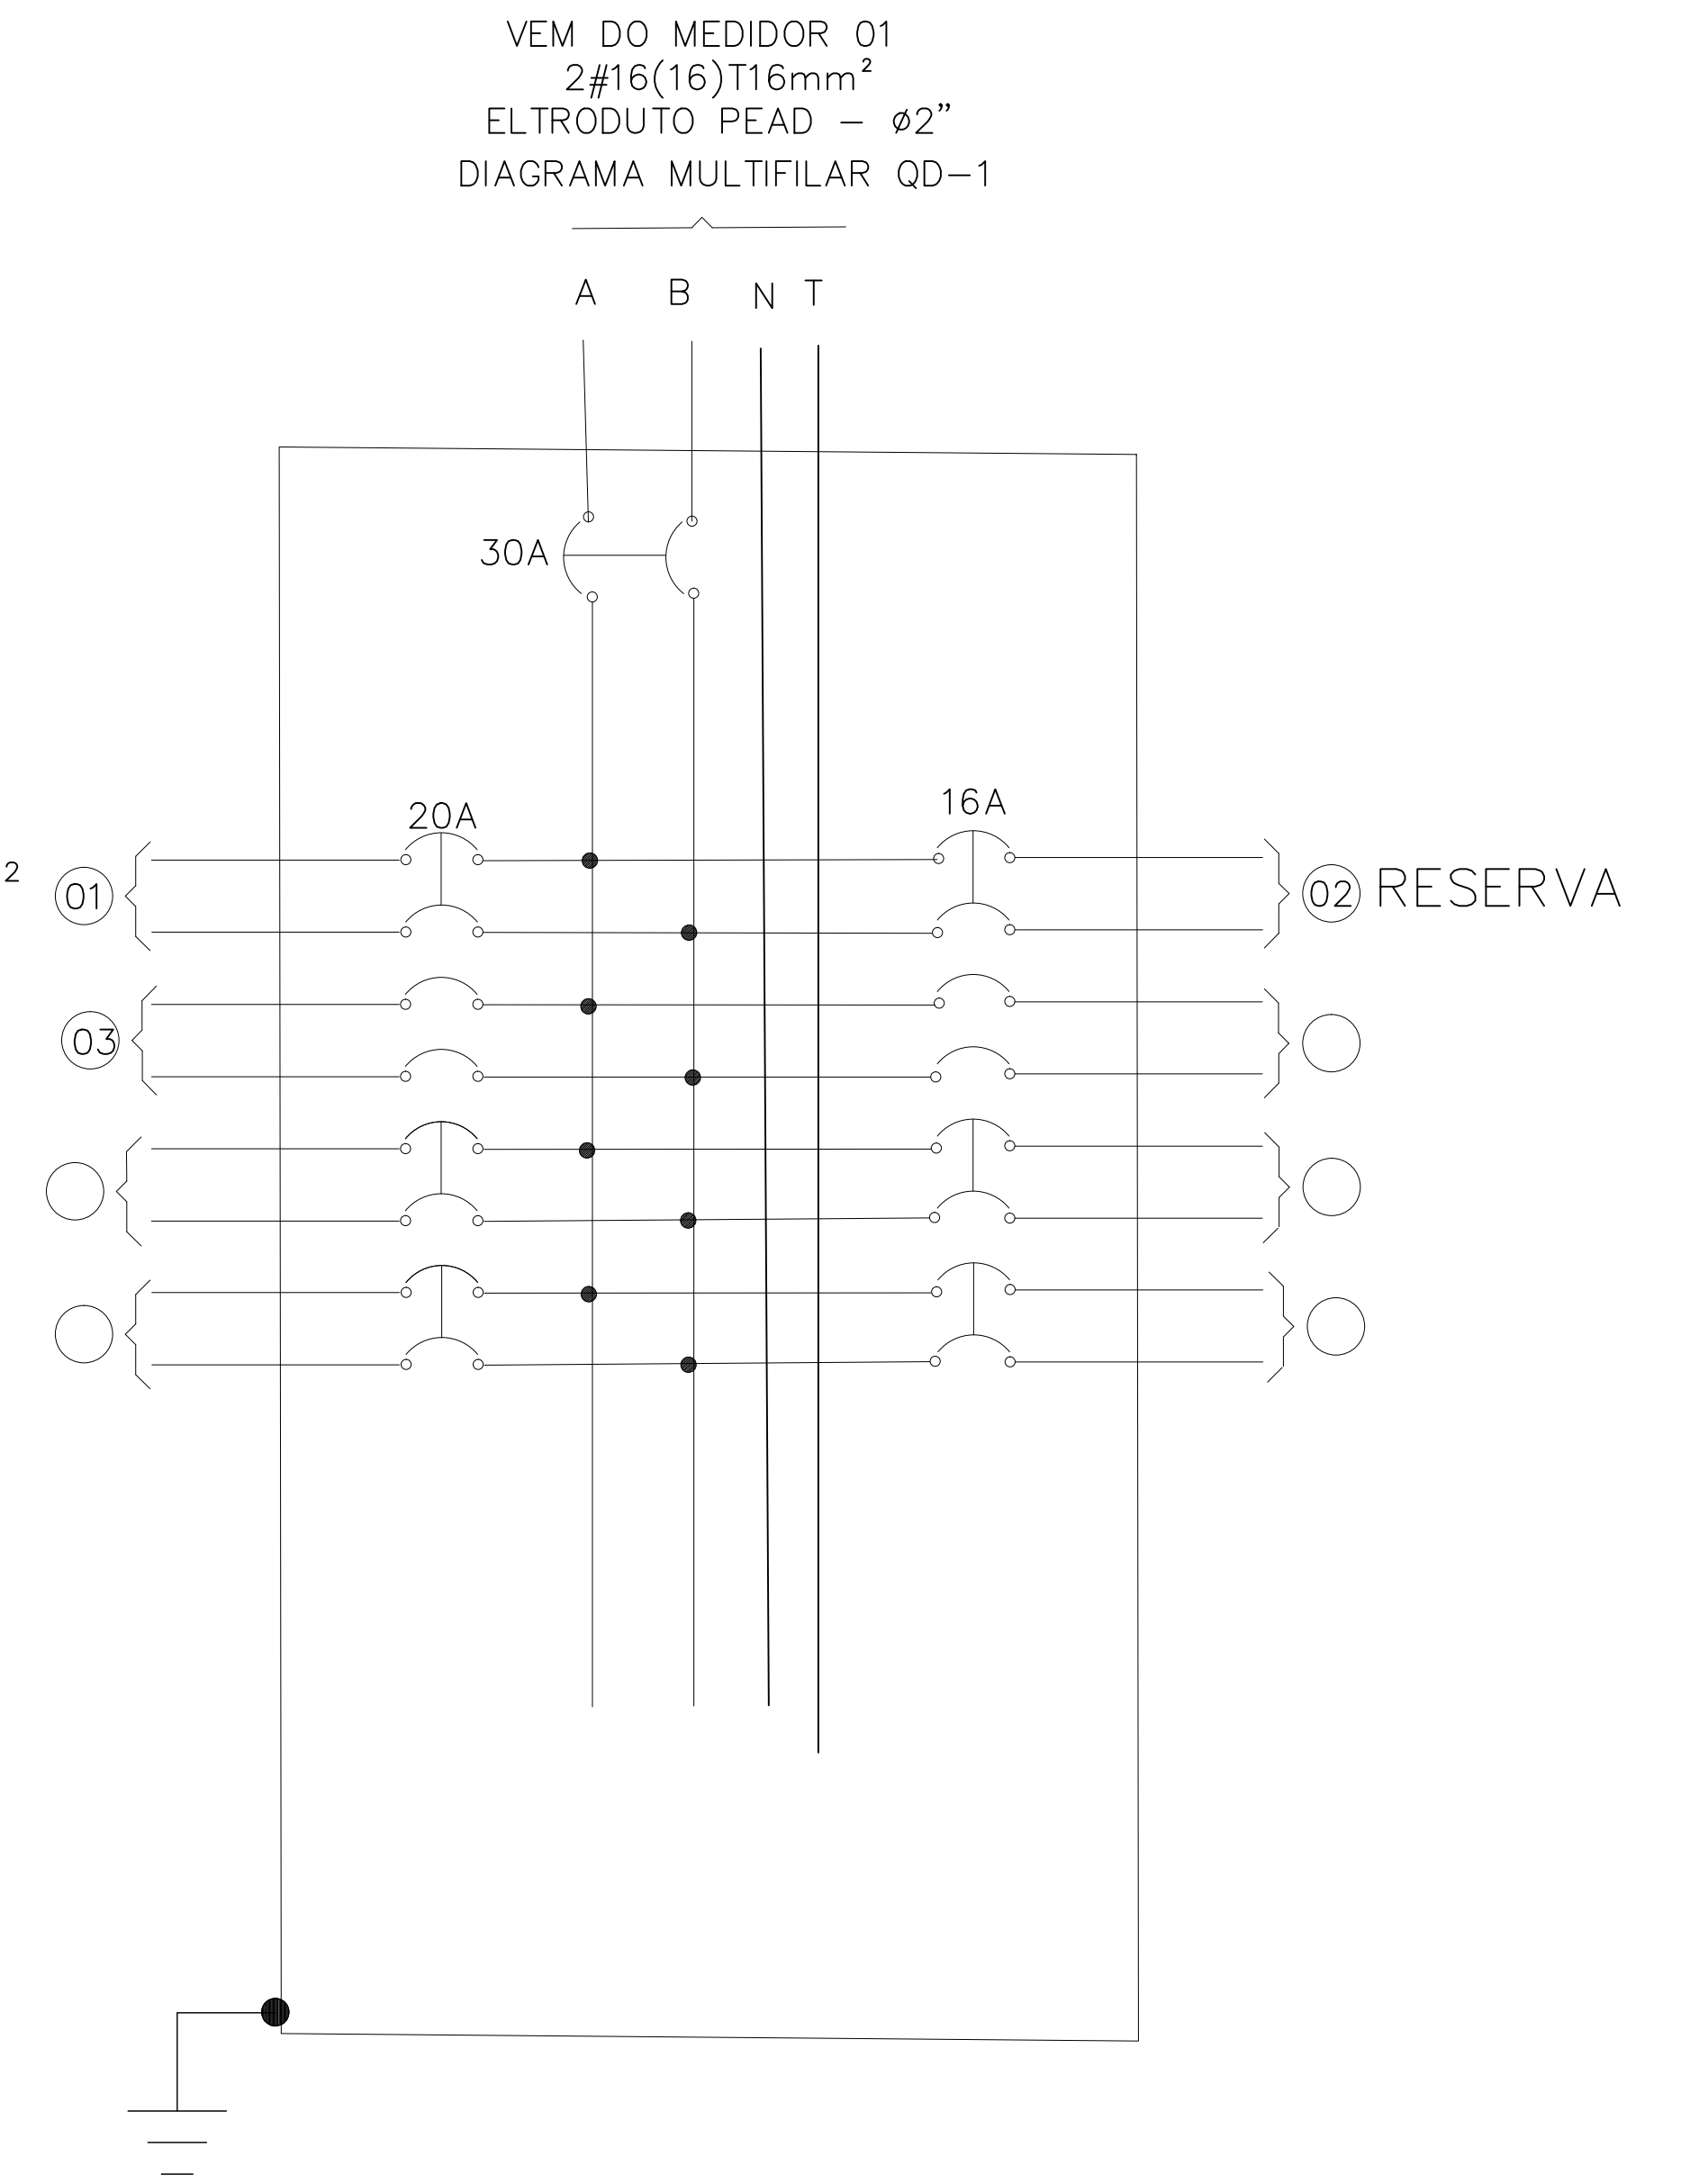 VEM DO MEDIDOR 01
2#16(16)T16mm²
ELTRODUTO PEAD - ø2"
DIAGRAMA MULTIFILAR QD-1
A B N T
30A
20A 16A
2 01 02 RESERVA
03